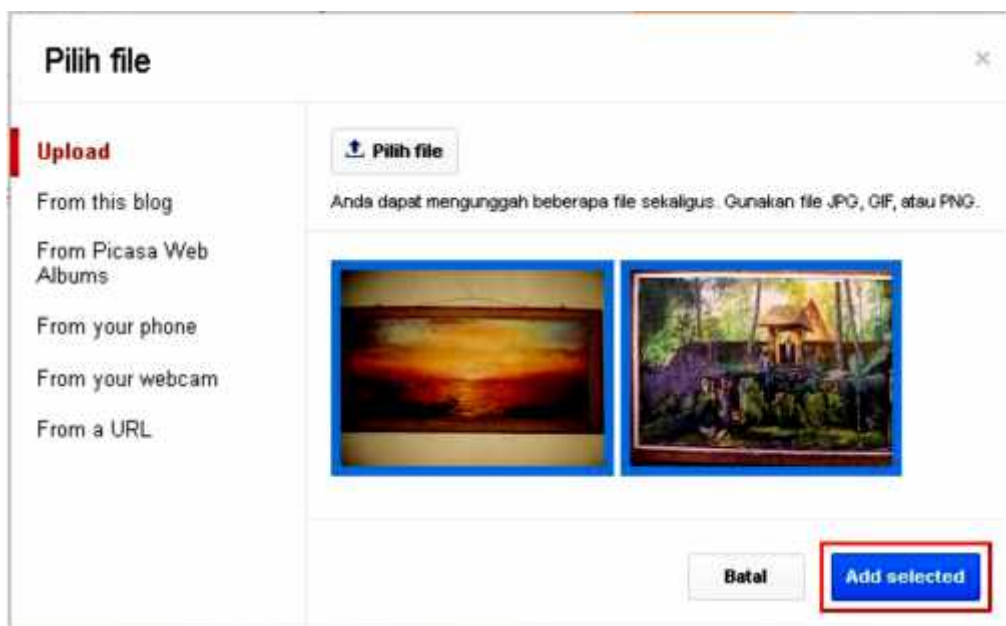 Pilih file
×
Upload
From this blog
From Picasa Web
Albums
From your phone
From your webcam
From a URL
Pilih file
Anda dapat mengunggah beberapa file sekaligus. Gunakan file JPG, GIF, atau PNG.
Batal
Add selected